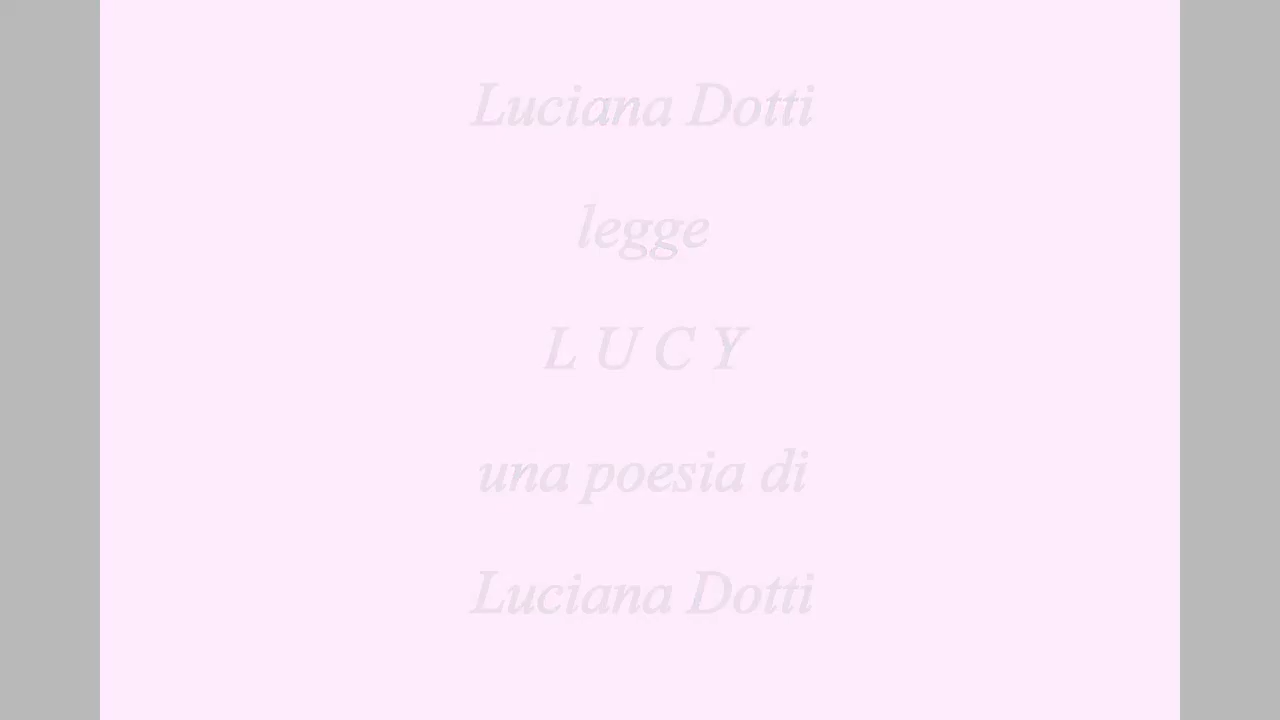 Luciana Dotti
legge
L U C Y
una poesia di
Luciana Dotti